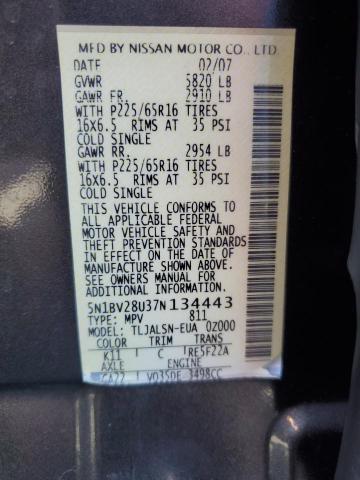 MFD BY NISSAN MOTOR CO., LTD.
DATE 02/07
GVWR 5820 LB
GAWR FR. 2910 LB
WITH P225/65R16 TIRES
16X6.5 RIMS AT 35 PSI
COLD SINGLE
GAWR RR. 2954 LB
WITH P225/65R16 TIRES
16X6.5 RIMS AT 35 PSI
COLD SINGLE
THIS VEHICLE CONFORMS TO
ALL APPLICABLE FEDERAL
MOTOR VEHICLE SAFETY AND
THEFT PREVENTION STANDARDS
IN EFFECT ON THE DATE OF
MANUFACTURE SHOWN ABOVE.
SEE OWNERS MANUAL FOR
ADDITIONAL INFORMATION.
5N1BV28U37N134443
TYPE: MPV 811
MODEL: TLJALSN-EUA 0Z000
COLOR TRIM TRANS
K11 C RE5F22A
AXLE ENGINE
GA22 VQ35DE 3498CC